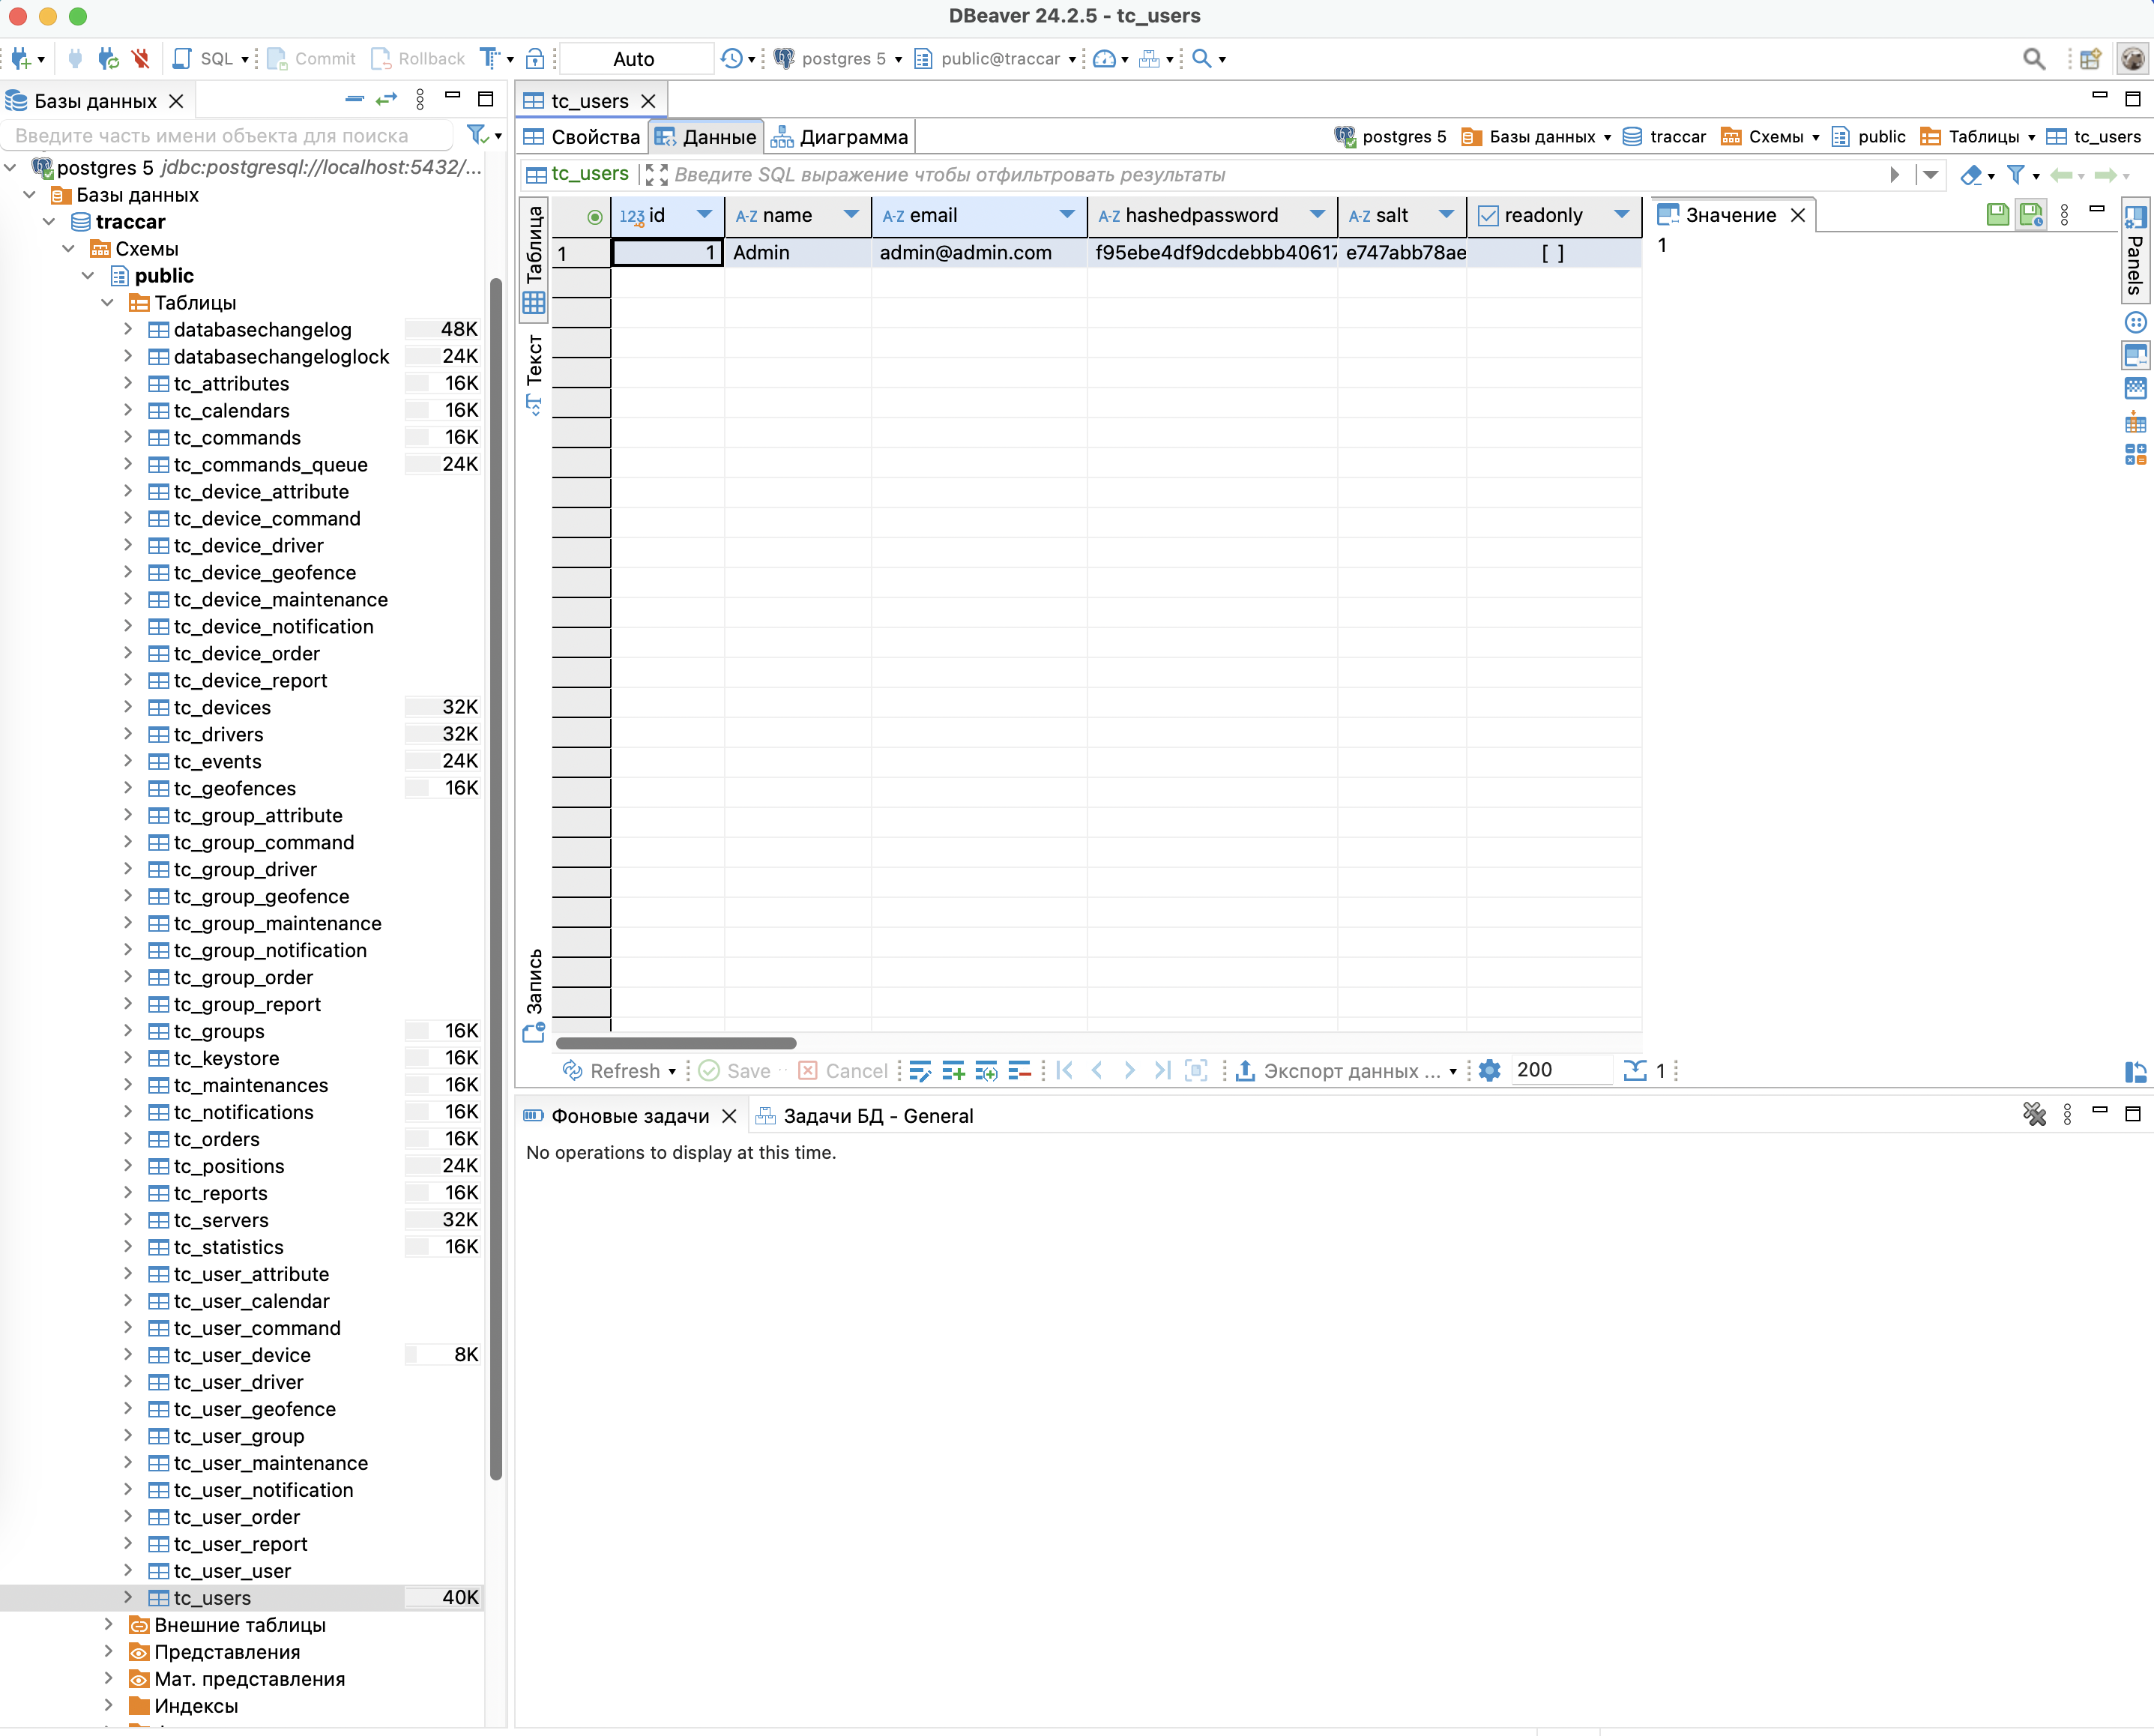 DBeaver 24.2.5 - tc_users
SQL Commit Rollback Auto postgres 5 public@traccar
Базы данных
Введите часть имени объекта для поиска
postgres 5 jdbc:postgresql://localhost:5432/...
Базы данных
traccar
Схемы
public
Таблицы
databasechangelog 48K
databasechangeloglock 24K
tc_attributes 16K
tc_calendars 16K
tc_commands 16K
tc_commands_queue 24K
tc_device_attribute
tc_device_command
tc_device_driver
tc_device_geofence
tc_device_maintenance
tc_device_notification
tc_device_order
tc_device_report
tc_devices 32K
tc_drivers 32K
tc_events 24K
tc_geofences 16K
tc_group_attribute
tc_group_command
tc_group_driver
tc_group_geofence
tc_group_maintenance
tc_group_notification
tc_group_order
tc_group_report
tc_groups 16K
tc_keystore 16K
tc_maintenances 16K
tc_notifications 16K
tc_orders 16K
tc_positions 24K
tc_reports 16K
tc_servers 32K
tc_statistics 16K
tc_user_attribute
tc_user_calendar
tc_user_command
tc_user_device 8K
tc_user_driver
tc_user_geofence
tc_user_group
tc_user_maintenance
tc_user_notification
tc_user_order
tc_user_report
tc_user_user
tc_users 40K
Внешние таблицы
Представления
Мат. представления
Индексы
tc_users
Свойства Данные Диаграмма
postgres 5 Базы данных traccar Схемы public Таблицы tc_users
tc_users Введите SQL выражение чтобы отфильтровать результаты
Таблица
Текст
Запись
123 id A-Z name A-Z email A-Z hashedpassword A-Z salt readonly
1 1 Admin admin@admin.com f95ebe4df9dcdebbb40617 e747abb78ae [ ]
Значение
1
Panels
Refresh Save Cancel Экспорт данных ... 200 1
Фоновые задачи Задачи БД - General
No operations to display at this time.